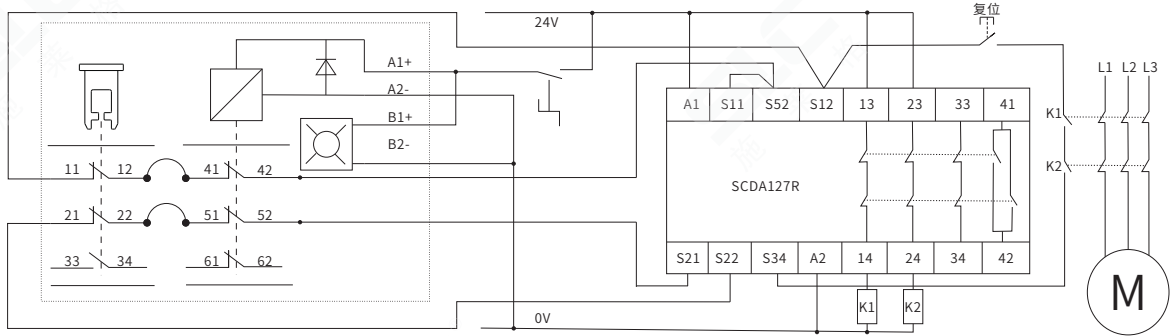 24V
复位
A1+
A2-
B1+
B2-
L1 L2 L3
A1 S11 S52 S12 13 23 33 41
K1
K2
11 12 41 42
SCDA127R
21 22 51 52
33 34 61 62
S21 S22 S34 A2 14 24 34 42
K1 K2
M
0V